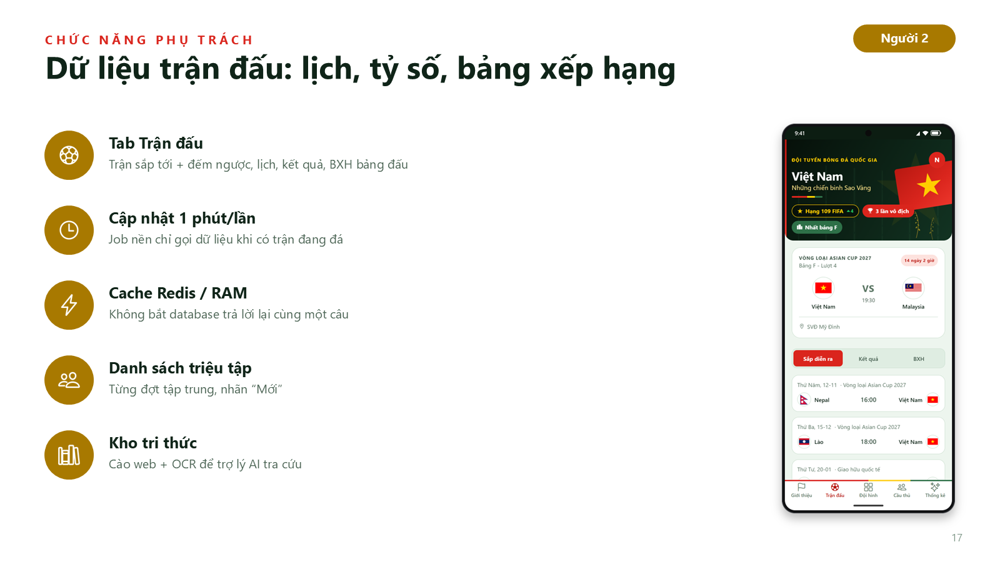 CHỨC NĂNG PHỤ TRÁCH
Người 2
Dữ liệu trận đấu: lịch, tỷ số, bảng xếp hạng
Tab Trận đấu
Trận sắp tới + đếm ngược, lịch, kết quả, BXH bảng đấu
Cập nhật 1 phút/lần
Job nền chỉ gọi dữ liệu khi có trận đang đá
Cache Redis / RAM
Không bắt database trả lời lại cùng một câu
Danh sách triệu tập
Từng đợt tập trung, nhãn “Mới”
Kho tri thức
Cào web + OCR để trợ lý AI tra cứu
9:41
ĐỘI TUYỂN BÓNG ĐÁ QUỐC GIA
N
Việt Nam
Những chiến binh Sao Vàng
Hạng 109 FIFA 4
3 lần vô địch
Nhất bảng F
VÒNG LOẠI ASIAN CUP 2027
14 ngày 2 giờ
Bảng F - Lượt 4
VS
19:30
Việt Nam
Malaysia
SVĐ Mỹ Đình
Sắp diễn ra
Kết quả
BXH
Thứ Năm, 12-11 · Vòng loại Asian Cup 2027
Nepal 16:00 Việt Nam
Thứ Ba, 15-12 · Vòng loại Asian Cup 2027
Lào 18:00 Việt Nam
Thứ Tư, 20-01 · Giao hữu quốc tế
Giới thiệu
Trận đấu
Đội hình
Cầu thủ
Thống kê
17